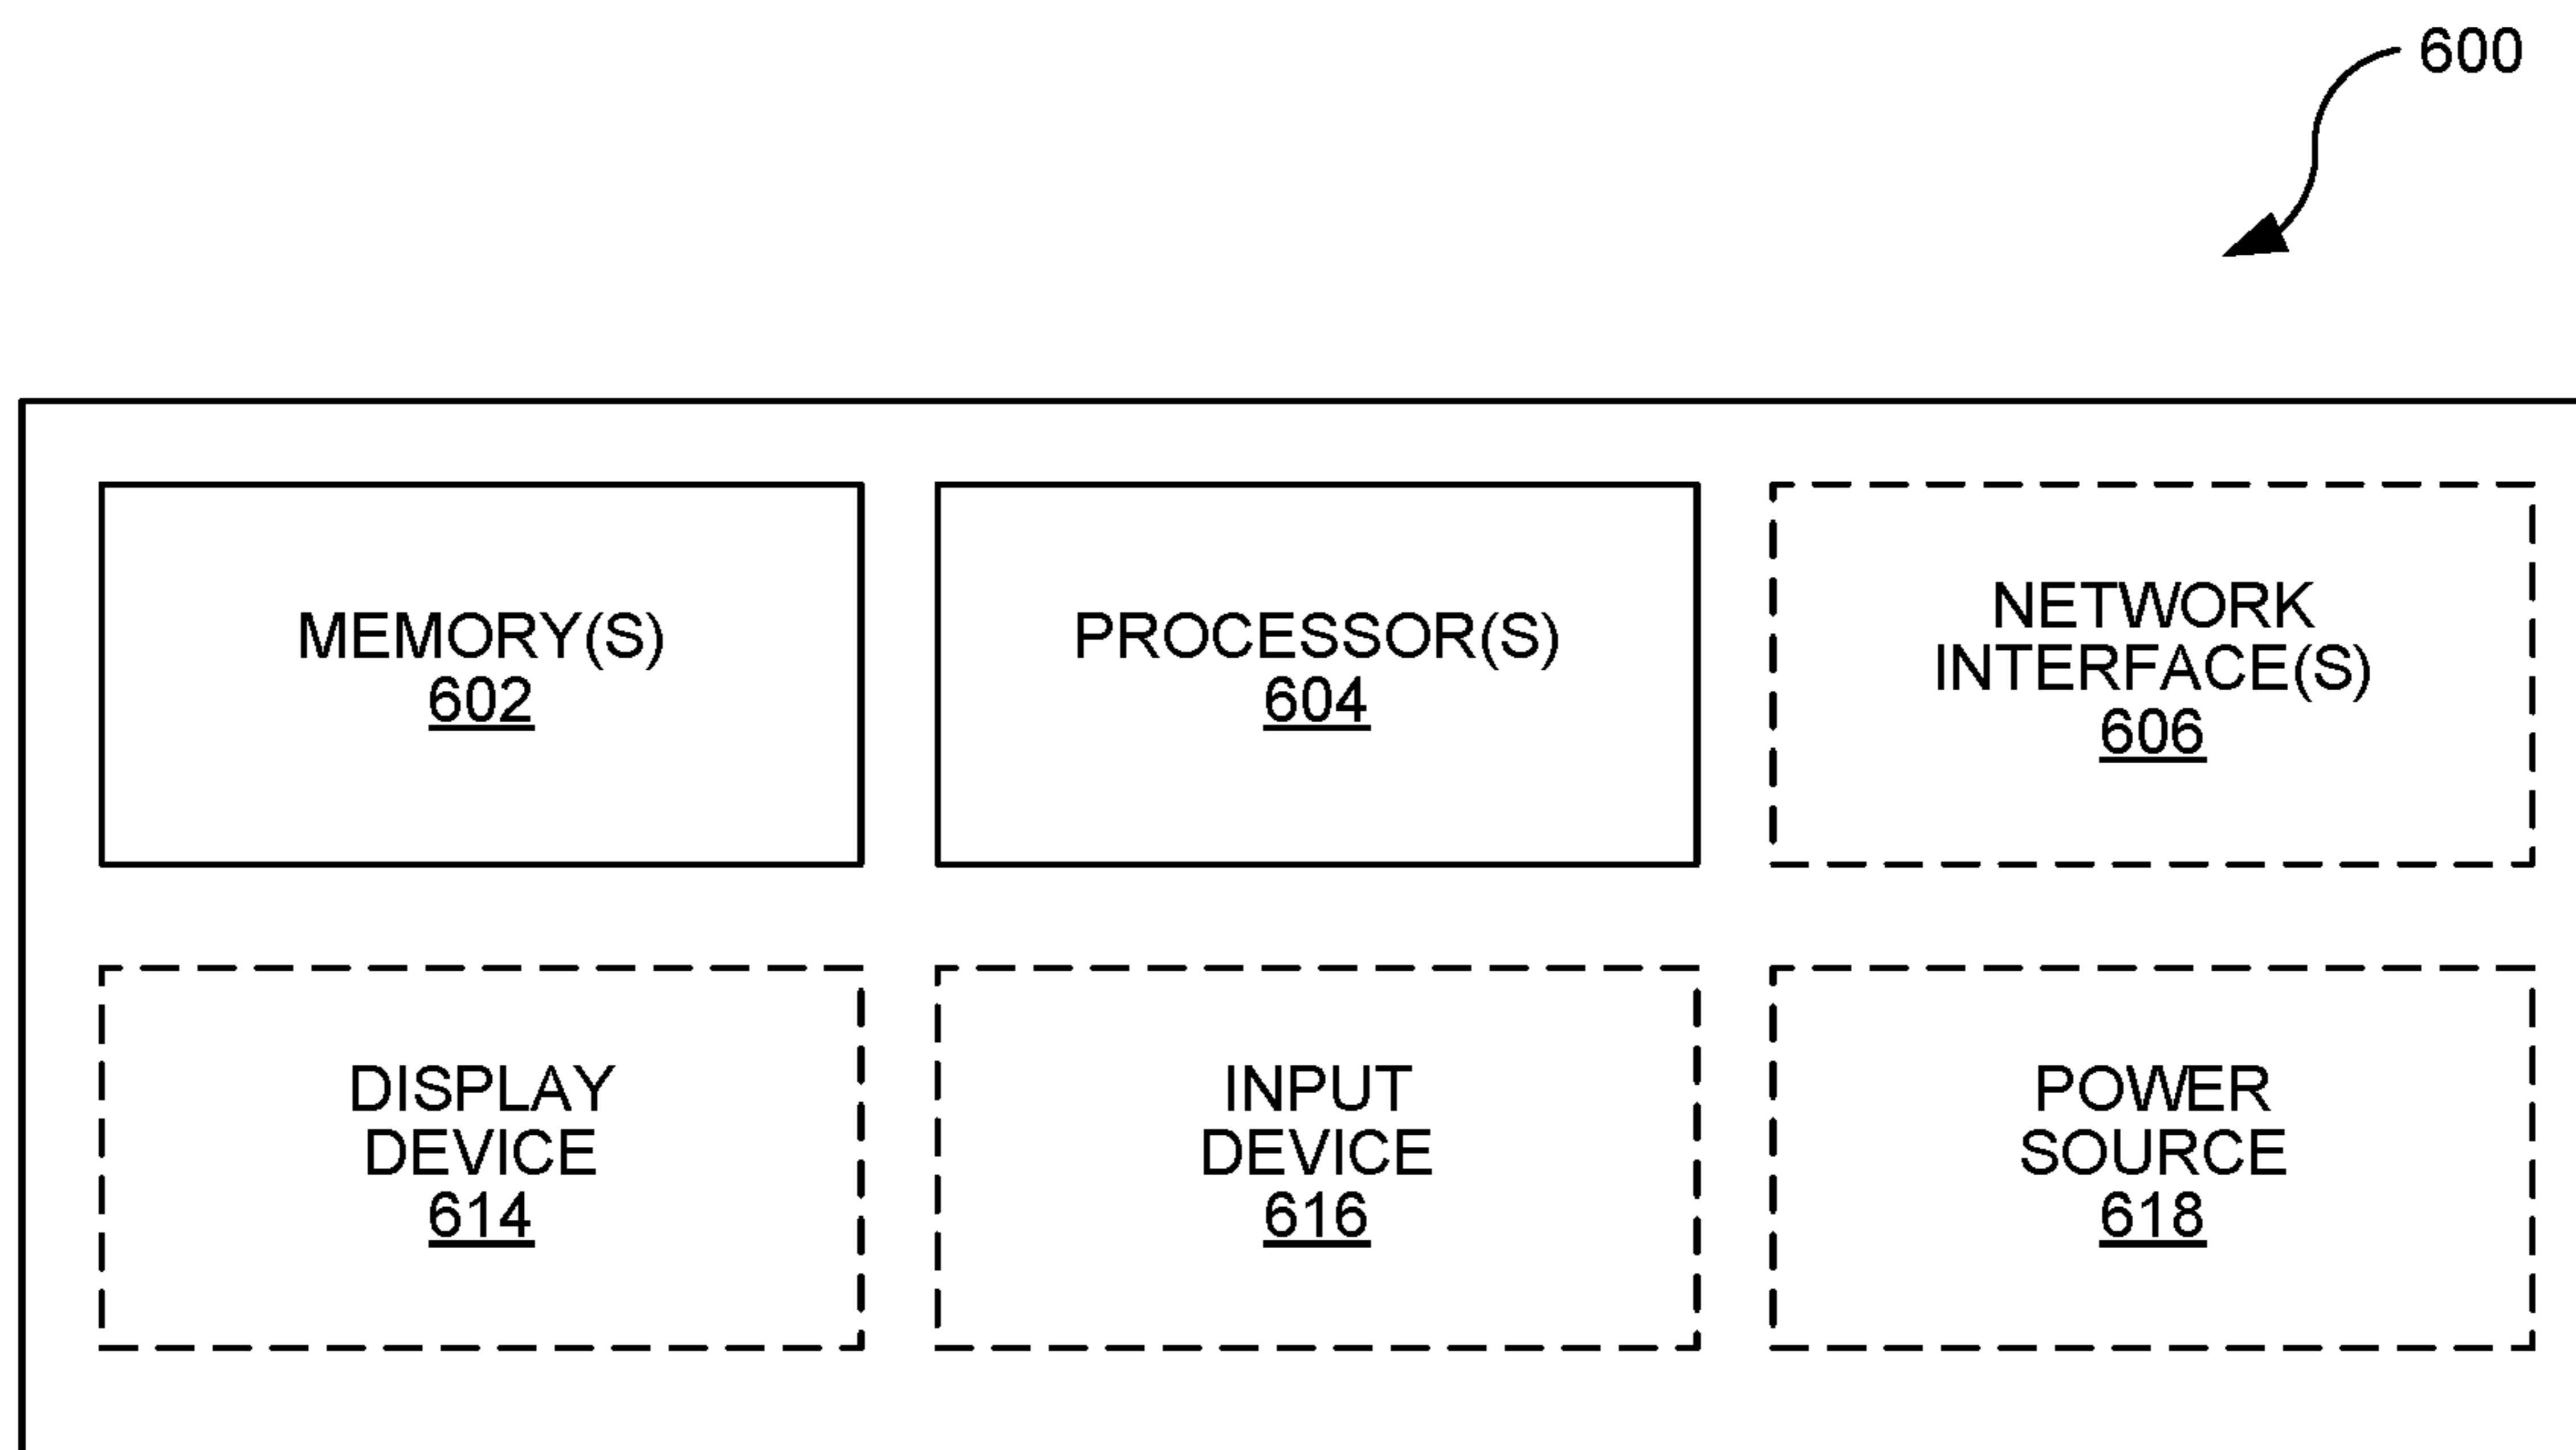 600
MEMORY(S)
602
PROCESSOR(S)
604
NETWORK
INTERFACE(S)
606
DISPLAY
DEVICE
614
INPUT
DEVICE
616
POWER
SOURCE
618